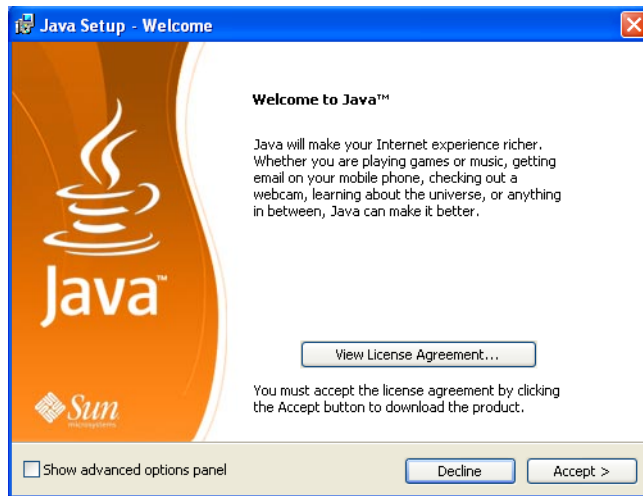 Java Setup - Welcome
Java™
Sun
microsystems
Welcome to Java™
Java will make your Internet experience richer.
Whether you are playing games or music, getting
email on your mobile phone, checking out a
webcam, learning about the universe, or anything
in between, Java can make it better.
View License Agreement...
You must accept the license agreement by clicking
the Accept button to download the product.
Show advanced options panel
Decline
Accept >